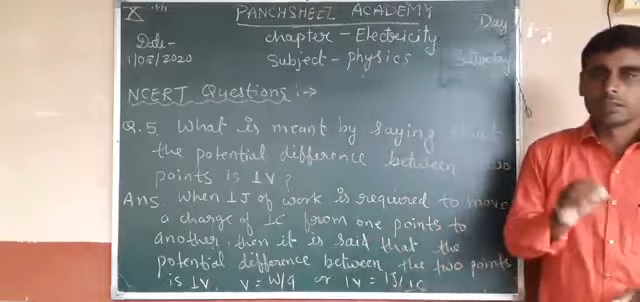 X th PANCHSHEEL ACADEMY Day
Date- chapter - Electricity
1/08/2020 Subject - physics Saturday
NCERT Questions :->
Q.5 What is meant by saying that
the potential difference between two
points is 1V?
Ans. When 1J of work is required to move
a charge of 1C from one points to
another, then it is said that the
potential difference between the two points
is 1V. V = W/q or 1V = 1J/1C